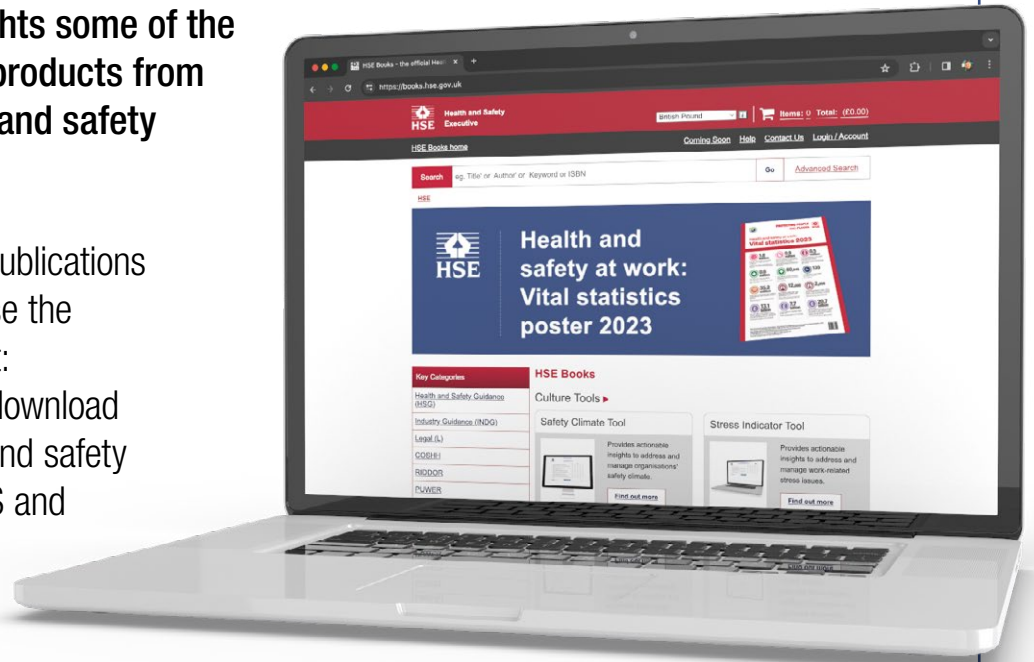 hts some of the
products from
and safety
ublications
se the
:
download
nd safety
S and
HSE Books - the official Heal
https://books.hse.gov.uk
HSE
Health and Safety
Executive
British Pound
Items: 0 Total: (£0.00)
HSE Books home
Coming Soon Help Contact Us Login / Account
Search eg. 'Title' or 'Author' or 'Keyword or ISBN
Go
Advanced Search
HSE
HSE
Health and
safety at work:
Vital statistics
poster 2023
Vital statistics 2023
Key Categories
Health and Safety Guidance
(HSG)
Industry Guidance (INDG)
Legal (L)
COSHH
RIDDOR
PUWER
HSE Books
Culture Tools
Safety Climate Tool
Provides actionable
insights to address and
manage organisations'
safety climate.
Find out more
Stress Indicator Tool
Provides actionable
insights to address and
manage work-related
stress issues.
Find out more